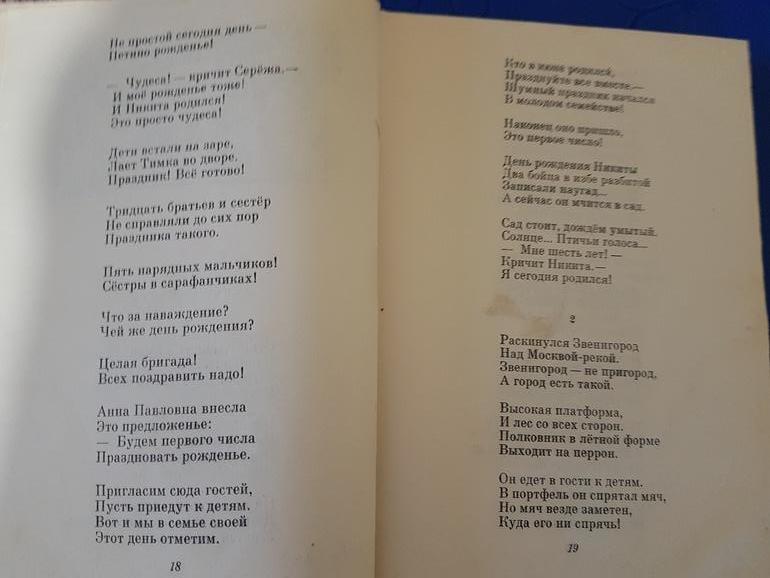 Не простой сегодня день —
Петино рожденье!
— Чудеса! — кричит Серёжа, —
И моё рожденье тоже!
И Никита родился!
Это просто чудеса!
Дети встали на заре,
Лает Тимка во дворе.
Праздник! Всё готово!
Тридцать братьев и сестёр
Не справляли до сих пор
Праздника такого.
Пять нарядных мальчиков!
Сёстры в сарафанчиках!
Что за наваждение?
Чей же день рождения?
Целая бригада!
Всех поздравить надо!
Анна Павловна внесла
Это предложенье:
— Будем первого числа
Праздновать рожденье.
Пригласим сюда гостей,
Пусть приедут к детям.
Вот и мы в семье своей
Этот день отметим.
18
Кто в июне родился,
Празднуйте все вместе, —
Шумный праздник начался
В молодом семействе!
Наконец оно пришло,
Это первое число!
День рождения Никиты
Два бойца в избе разбитой
Записали наугад...
А сейчас он мчится в сад.
Сад стоит, дождём умытый.
Солнце... Птичьи голоса...
— Мне шесть лет! —
Кричит Никита. —
Я сегодня родился!
2
Раскинулся Звенигород
Над Москвой-рекой.
Звенигород — не пригород,
А город есть такой.
Высокая платформа,
И лес со всех сторон.
Полковник в лётной форме
Выходит на перрон.
Он едет в гости к детям.
В портфель он спрятал мяч,
Но мяч везде заметен,
Куда его ни спрячь!
19